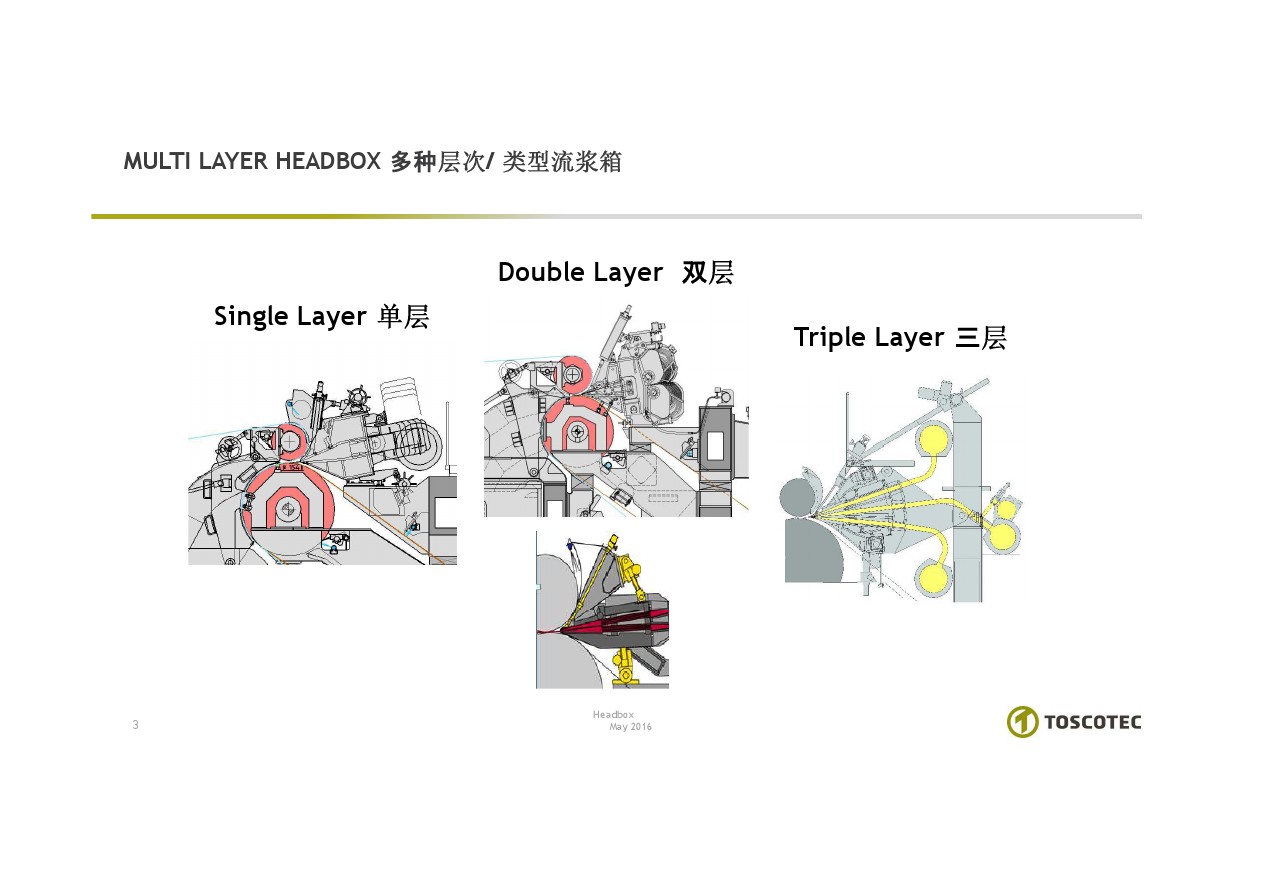 MULTI LAYER HEADBOX 多种层次/ 类型流浆箱
Double Layer 双层
Single Layer 单层
Triple Layer 三层
3
Headbox
May 2016
TOSCOTEC